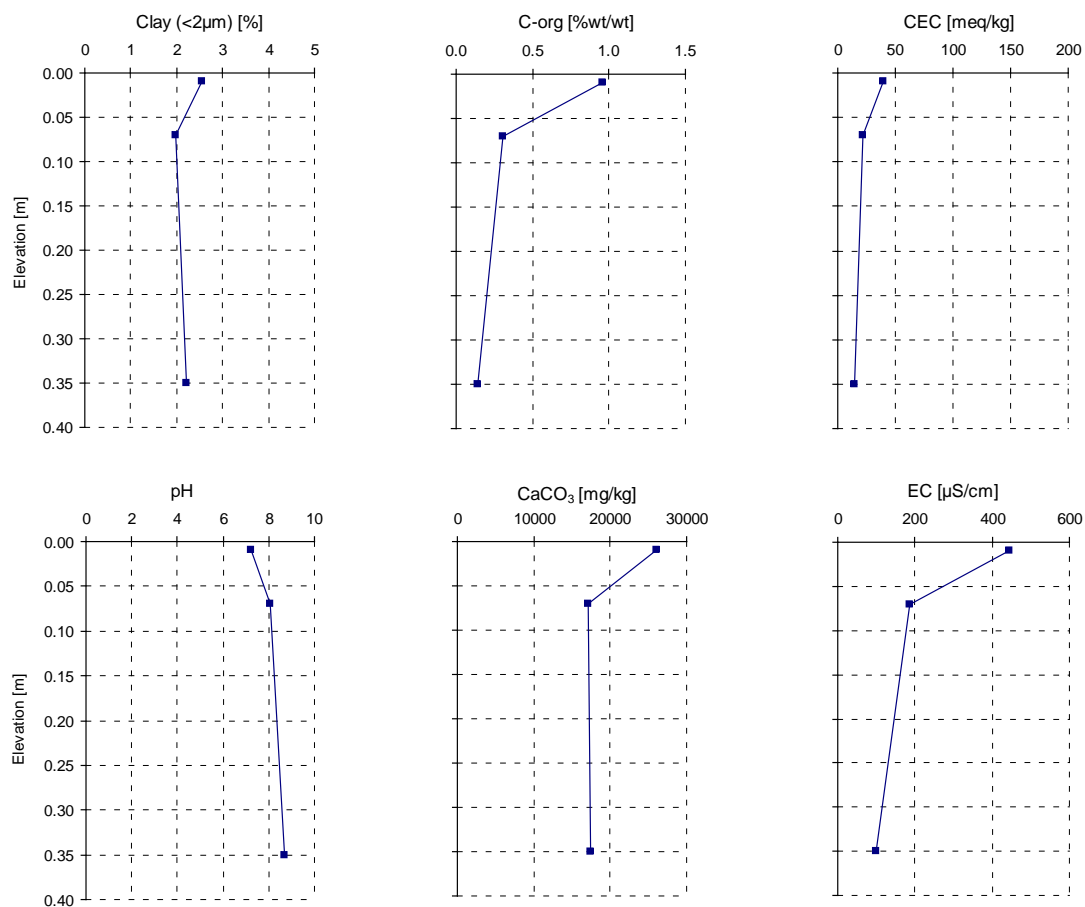 Clay (<2µm) [%]
C-org [%wt/wt]
CEC [meq/kg]
0 1 2 3 4 5
0.0 0.5 1.0 1.5
0 50 100 150 200
0.00
0.05
0.10
0.15
0.20
0.25
0.30
0.35
0.40
Elevation [m]
pH
CaCO₃ [mg/kg]
EC [µS/cm]
0 2 4 6 8 10
0 10000 20000 30000
0 200 400 600
0.00
0.05
0.10
0.15
0.20
0.25
0.30
0.35
0.40
Elevation [m]